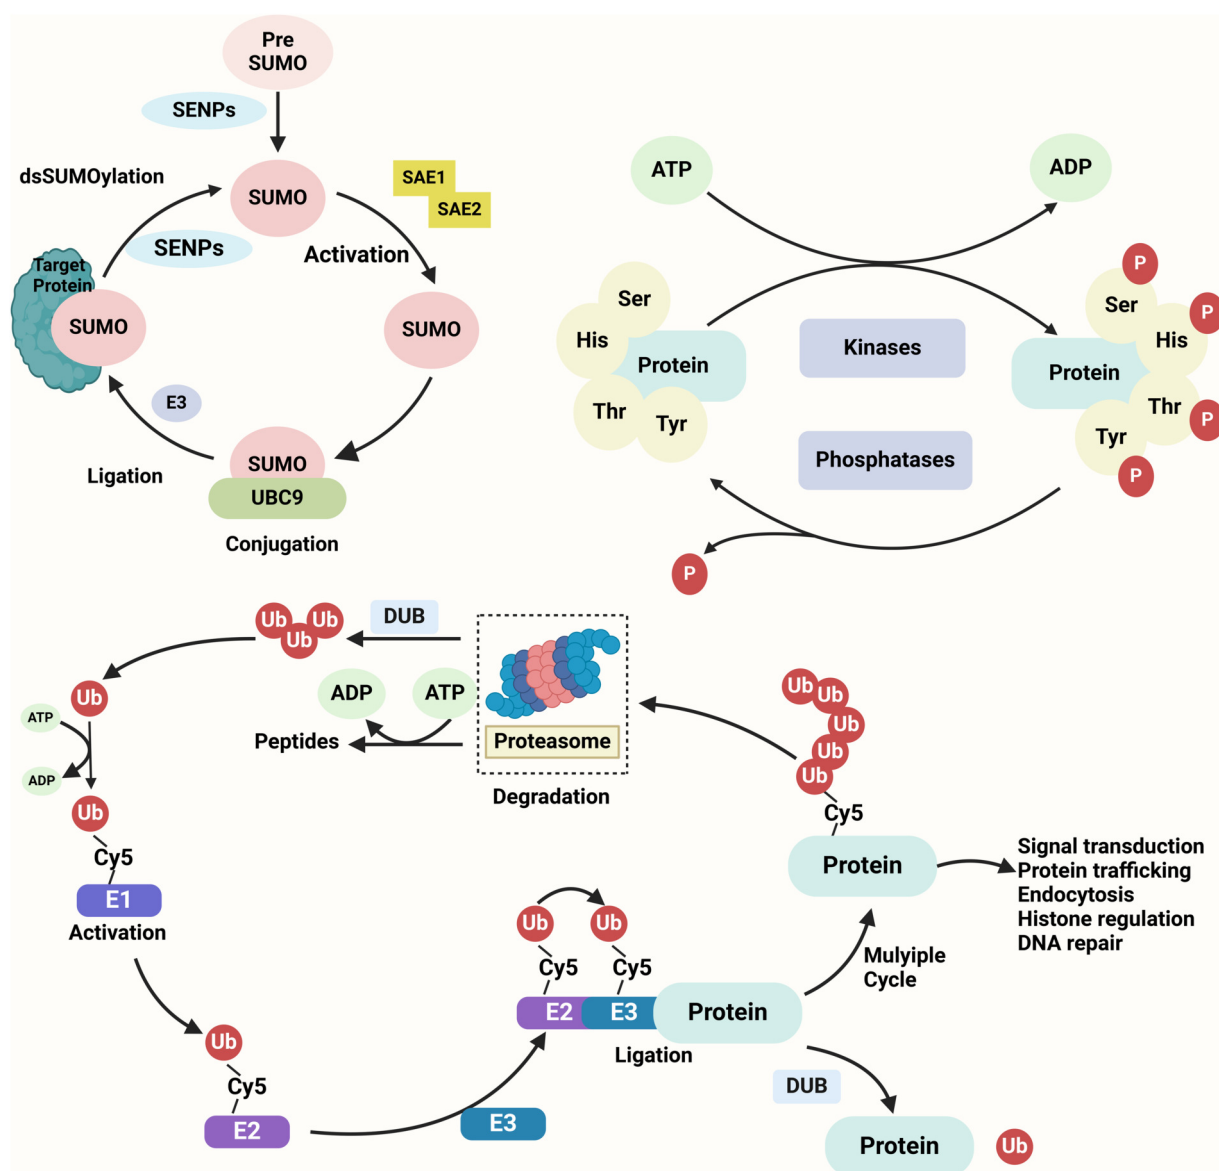 Pre
SUMO
SENPs
dsSUMOylation
SUMO
SAE1
SAE2
SENPs
Activation
Target
Protein
SUMO
SUMO
E3
Ligation
SUMO
UBC9
Conjugation
ATP
ADP
Ser
His
Protein
Thr
Tyr
Kinases
Phosphatases
P
Ser
P
His
Protein
Thr
P
Tyr
P
P
Ub
Ub
Ub
DUB
ADP
ATP
Peptides
Proteasome
Degradation
Ub
ATP
ADP
Ub
Cy5
E1
Activation
Ub
Cy5
E2
E3
Ub
Ub
Cy5
Cy5
E2
E3
Protein
Ligation
Ub
Ub
Ub
Ub
Ub
Cy5
Protein
Signal transduction
Protein trafficking
Endocytosis
Histone regulation
DNA repair
Mulyiple
Cycle
DUB
Protein
Ub